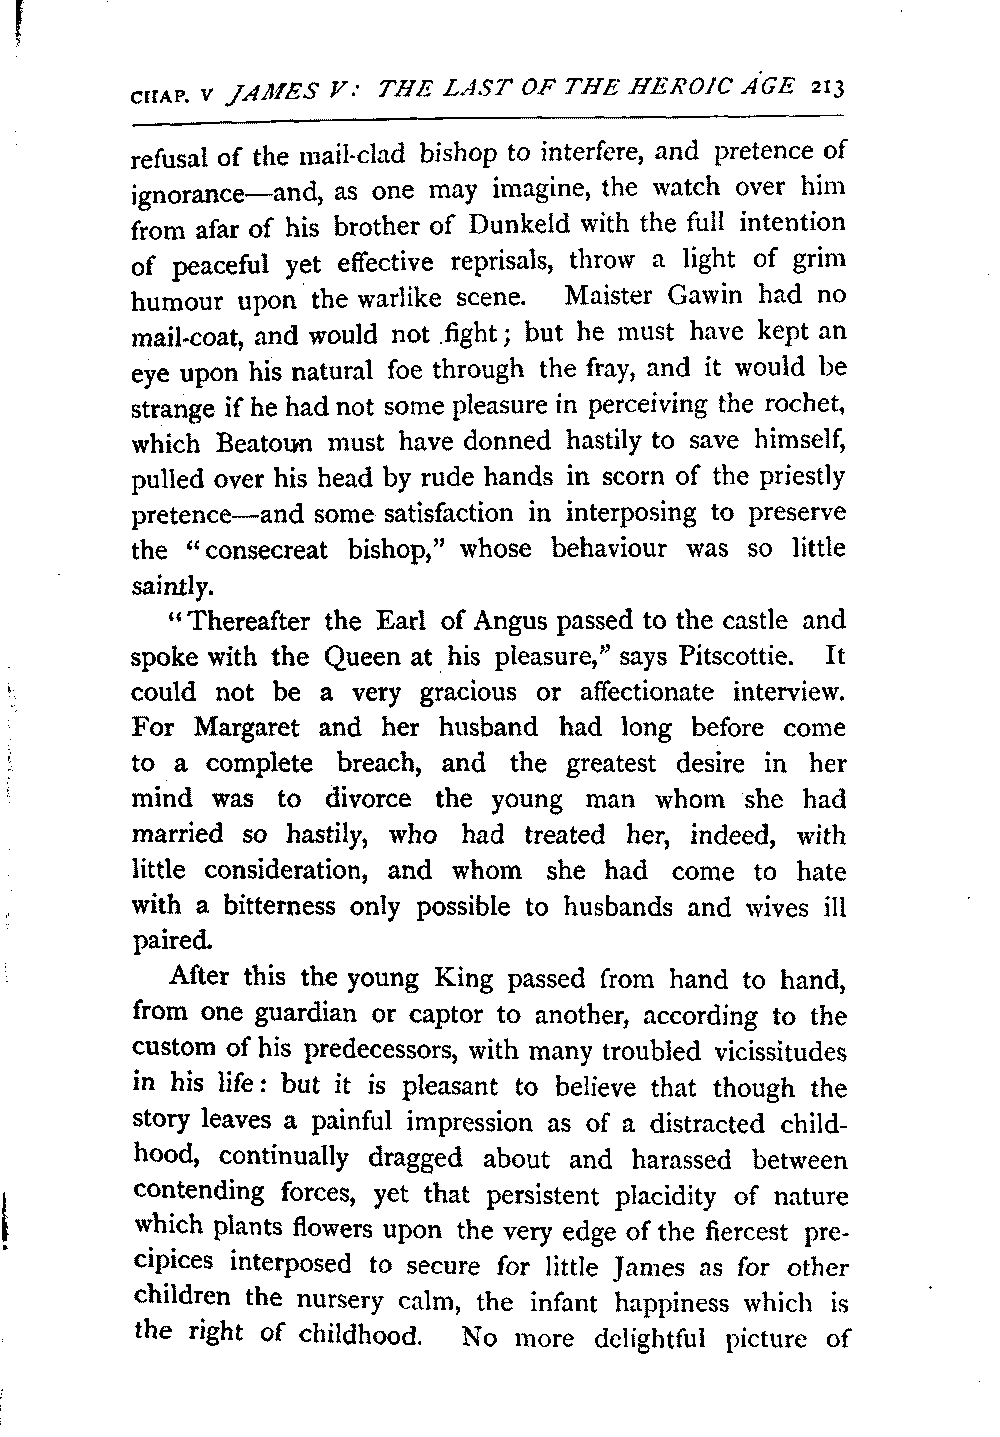 CHAP. V JAMES V: THE LAST OF THE HEROIC AGE 213
refusal of the mail-clad bishop to interfere, and pretence of
ignorance—and, as one may imagine, the watch over him
from afar of his brother of Dunkeld with the full intention
of peaceful yet effective reprisals, throw a light of grim
humour upon the warlike scene. Maister Gawin had no
mail-coat, and would not fight; but he must have kept an
eye upon his natural foe through the fray, and it would be
strange if he had not some pleasure in perceiving the rochet,
which Beatoun must have donned hastily to save himself,
pulled over his head by rude hands in scorn of the priestly
pretence—and some satisfaction in interposing to preserve
the "consecreat bishop," whose behaviour was so little
saintly.
"Thereafter the Earl of Angus passed to the castle and
spoke with the Queen at his pleasure," says Pitscottie. It
could not be a very gracious or affectionate interview.
For Margaret and her husband had long before come
to a complete breach, and the greatest desire in her
mind was to divorce the young man whom she had
married so hastily, who had treated her, indeed, with
little consideration, and whom she had come to hate
with a bitterness only possible to husbands and wives ill
paired.
After this the young King passed from hand to hand,
from one guardian or captor to another, according to the
custom of his predecessors, with many troubled vicissitudes
in his life: but it is pleasant to believe that though the
story leaves a painful impression as of a distracted child-
hood, continually dragged about and harassed between
contending forces, yet that persistent placidity of nature
which plants flowers upon the very edge of the fiercest pre-
cipices interposed to secure for little James as for other
children the nursery calm, the infant happiness which is
the right of childhood. No more delightful picture of